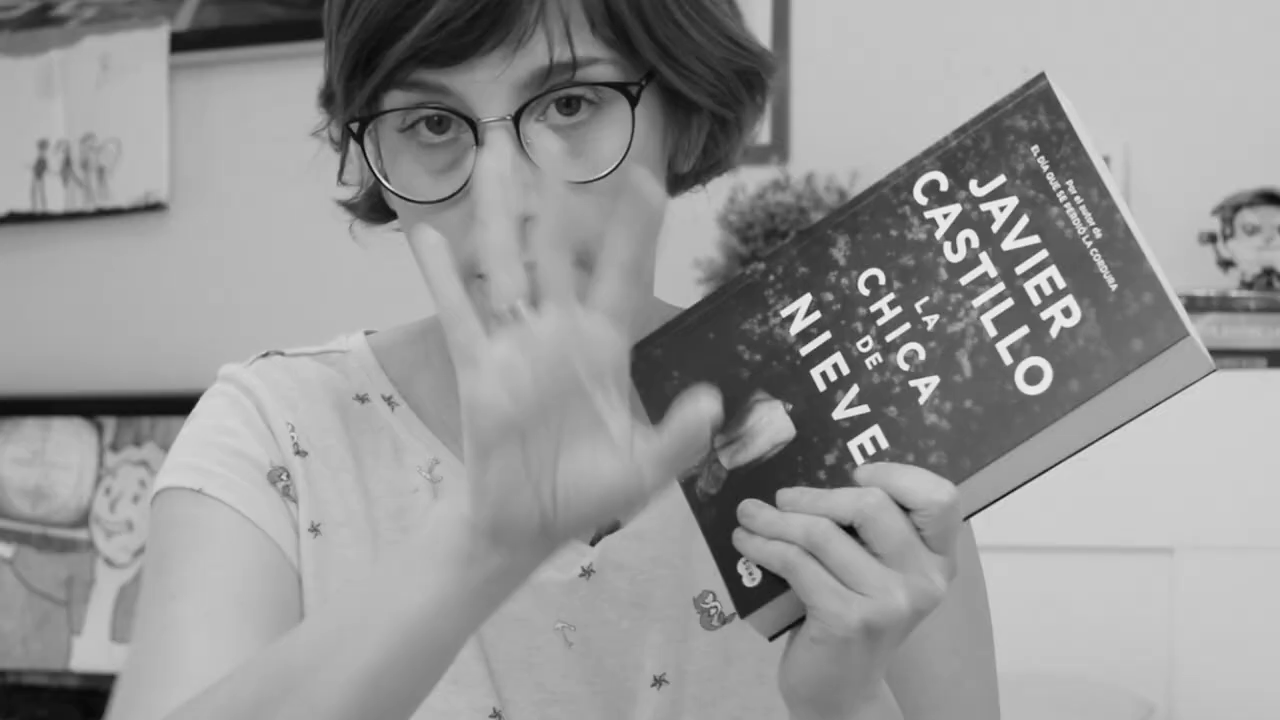 Por el autor de
EL DÍA QUE SE PERDIÓ LA CORDURA
JAVIER
CASTILLO
LA
CHICA
DE
NIEVE